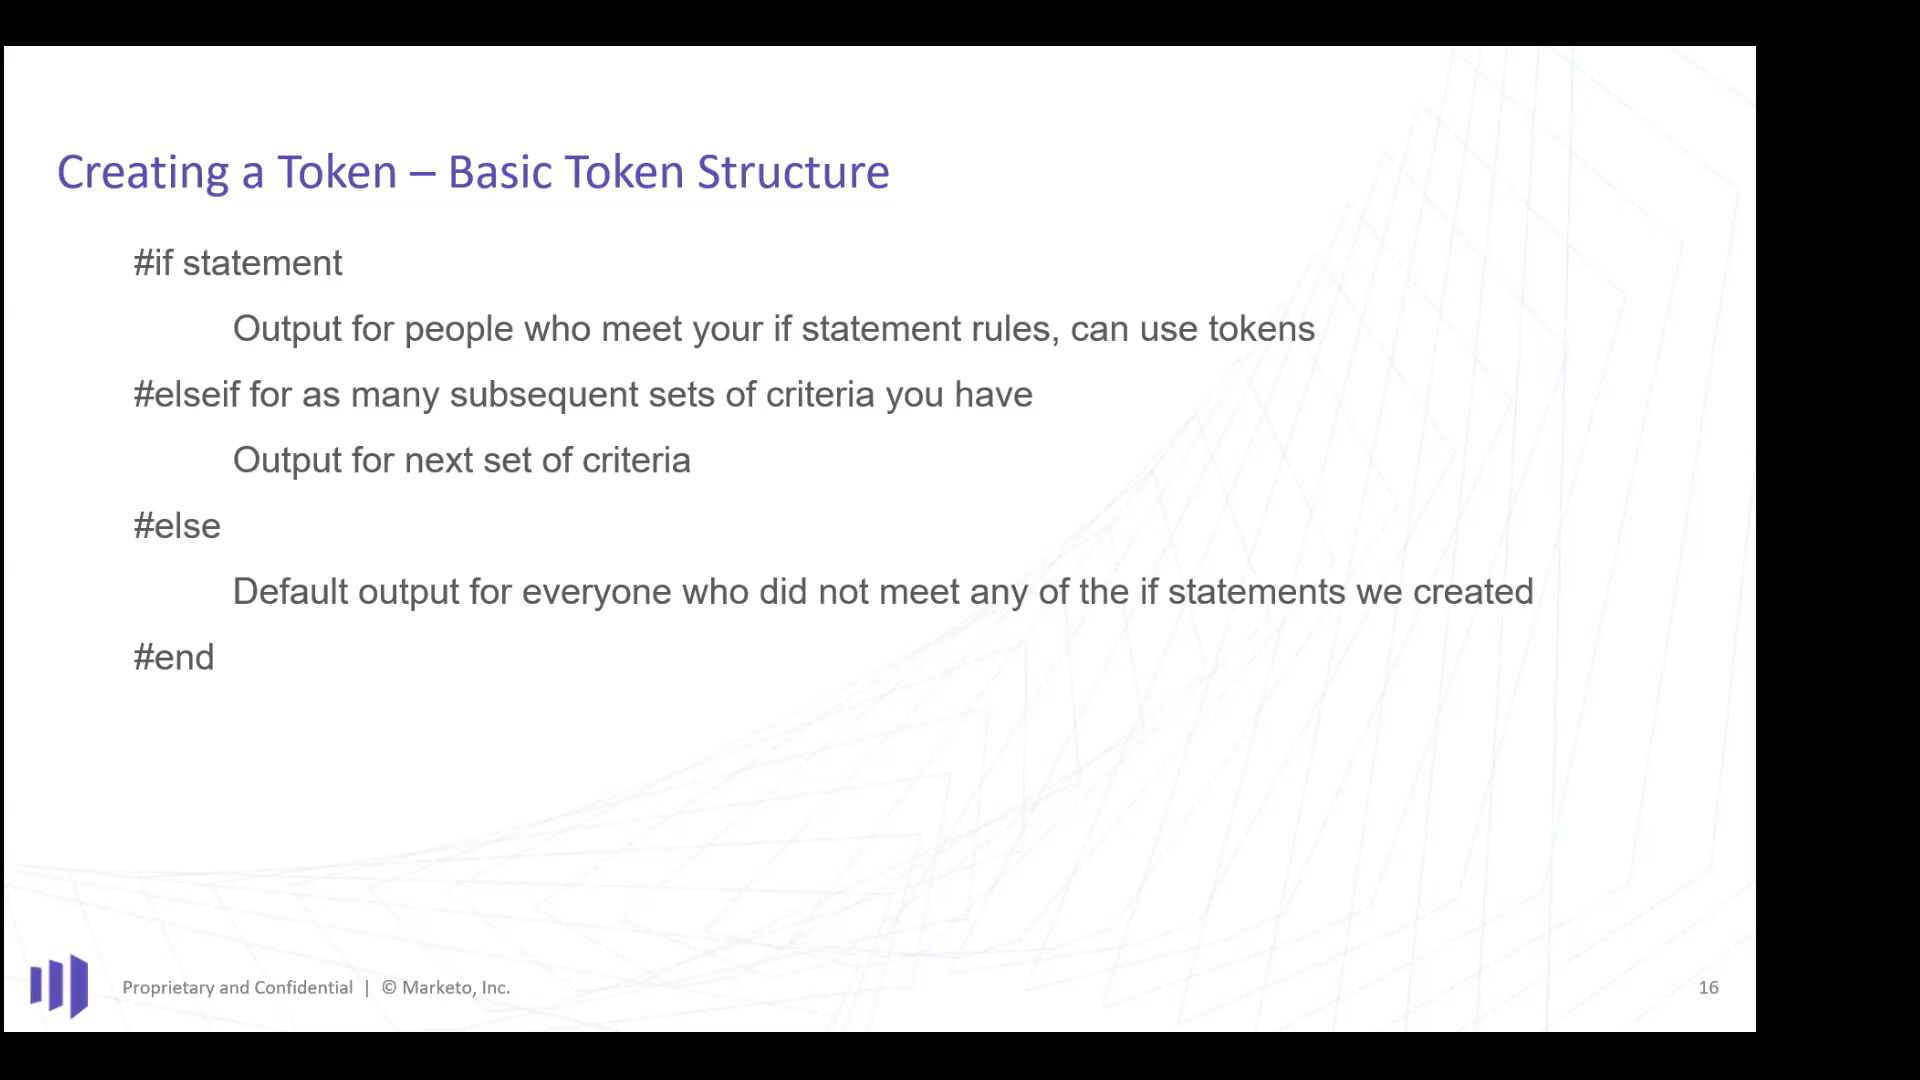 Creating a Token – Basic Token Structure
#if statement
Output for people who meet your if statement rules, can use tokens
#elseif for as many subsequent sets of criteria you have
Output for next set of criteria
#else
Default output for everyone who did not meet any of the if statements we created
#end
Proprietary and Confidential | © Marketo, Inc.
16